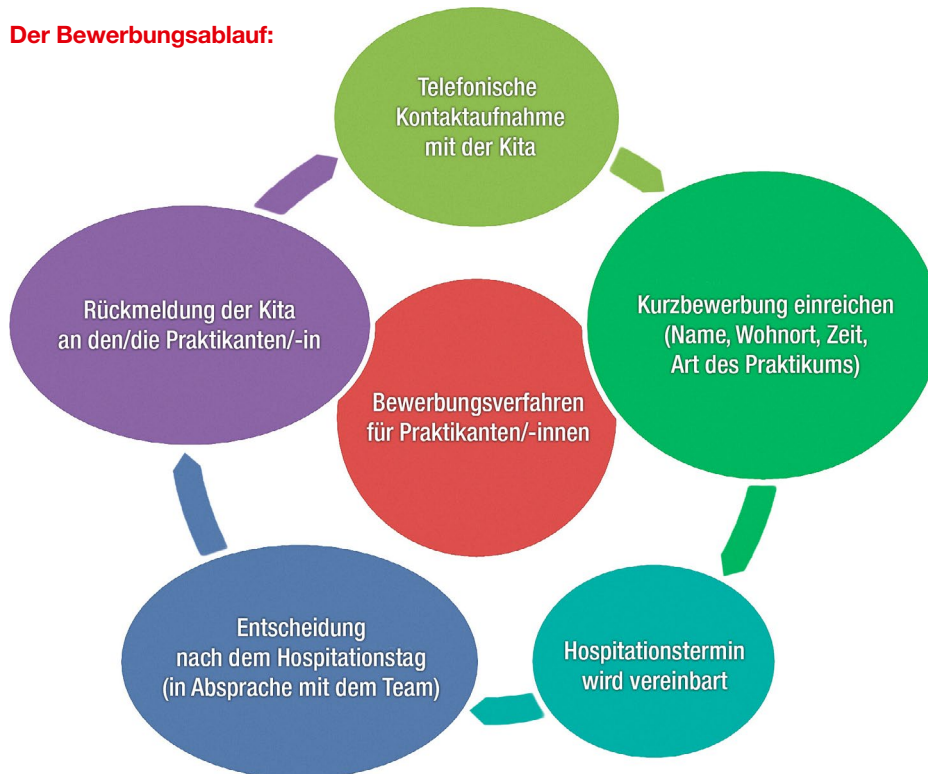 Der Bewerbungsablauf:
Telefonische
Kontaktaufnahme
mit der Kita
Kurzbewerbung einreichen
(Name, Wohnort, Zeit,
Art des Praktikums)
Hospitationstermin
wird vereinbart
Entscheidung
nach dem Hospitationstag
(in Absprache mit dem Team)
Rückmeldung der Kita
an den/die Praktikanten/-in
Bewerbungsverfahren
für Praktikanten/-innen